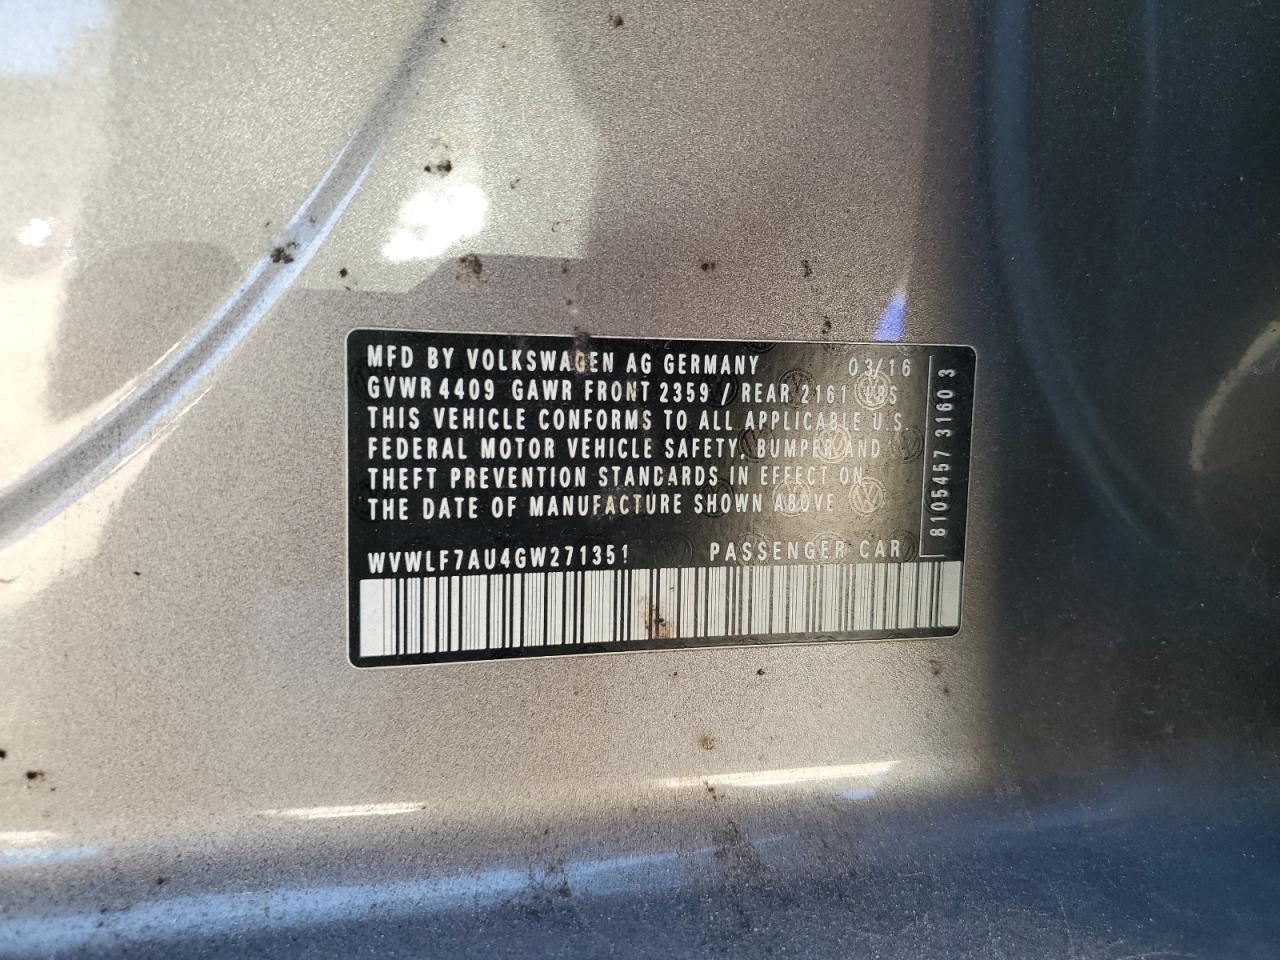 MFD BY VOLKSWAGEN AG GERMANY 03/16
GVWR 4409 GAWR FRONT 2359 / REAR 2161 LBS
THIS VEHICLE CONFORMS TO ALL APPLICABLE U.S.
FEDERAL MOTOR VEHICLE SAFETY, BUMPER AND
THEFT PREVENTION STANDARDS IN EFFECT ON
THE DATE OF MANUFACTURE SHOWN ABOVE.
WVWLF7AU4GW271351 PASSENGER CAR
8105457 31603